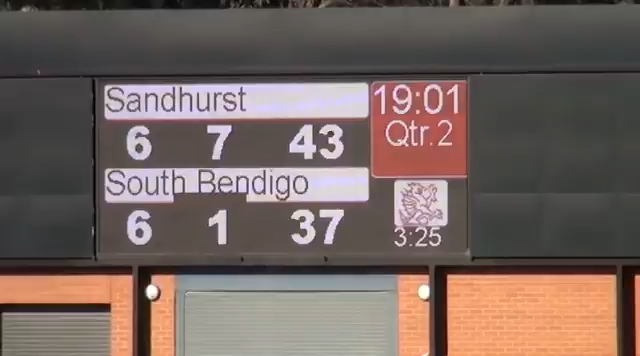 Sandhurst
6 7 43
South Bendigo
6 1 37
19:01
Qtr.2
3:25